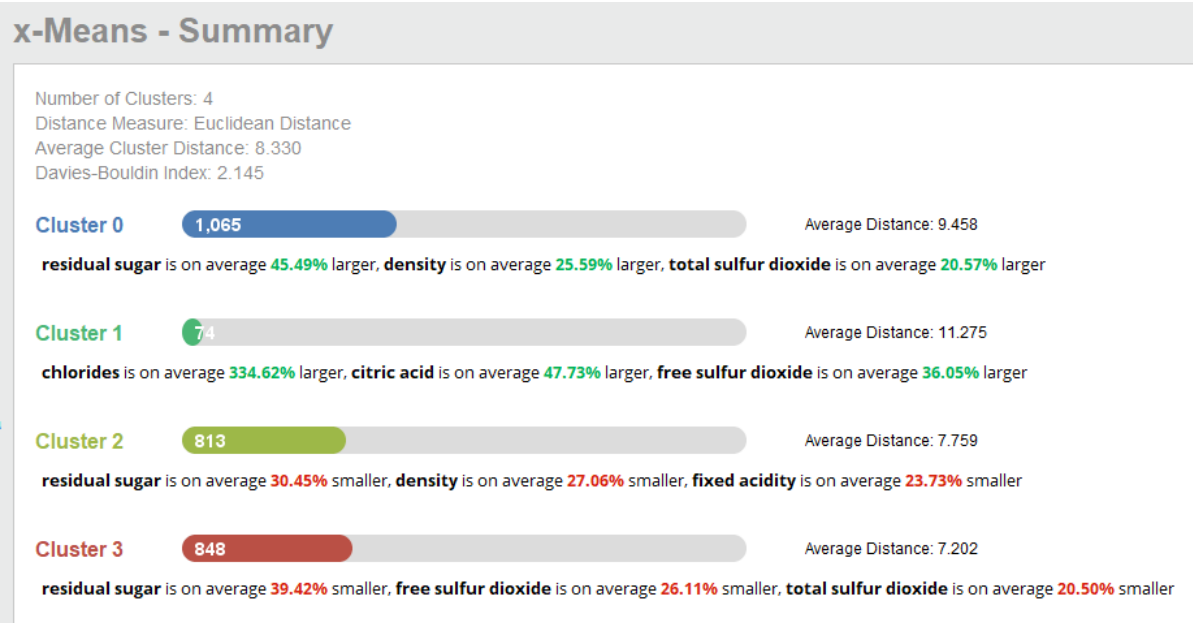 x-Means - Summary
Number of Clusters: 4
Distance Measure: Euclidean Distance
Average Cluster Distance: 8.330
Davies-Bouldin Index: 2.145
Cluster 0 1,065 Average Distance: 9.458
residual sugar is on average 45.49% larger, density is on average 25.59% larger, total sulfur dioxide is on average 20.57% larger
Cluster 1 74 Average Distance: 11.275
chlorides is on average 334.62% larger, citric acid is on average 47.73% larger, free sulfur dioxide is on average 36.05% larger
Cluster 2 813 Average Distance: 7.759
residual sugar is on average 30.45% smaller, density is on average 27.06% smaller, fixed acidity is on average 23.73% smaller
Cluster 3 848 Average Distance: 7.202
residual sugar is on average 39.42% smaller, free sulfur dioxide is on average 26.11% smaller, total sulfur dioxide is on average 20.50% smaller